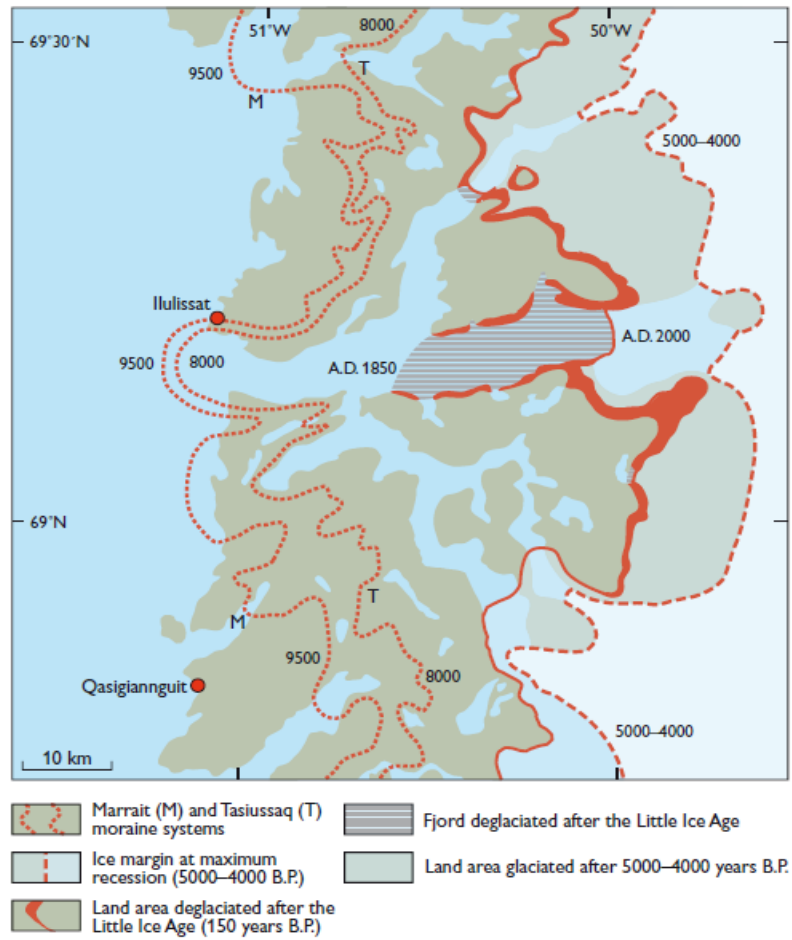 51°W
8000
50°W
69°30'N
9500
T
M
5000–4000
Ilulissat
A.D. 2000
9500
8000
A.D. 1850
69°N
T
M
9500
8000
Qasigiannguit
5000–4000
10 km
Marrait (M) and Tasiussaq (T)
moraine systems
Ice margin at maximum
recession (5000–4000 B.P.)
Land area deglaciated after the
Little Ice Age (150 years B.P.)
Fjord deglaciated after the Little Ice Age
Land area glaciated after 5000–4000 years B.P.